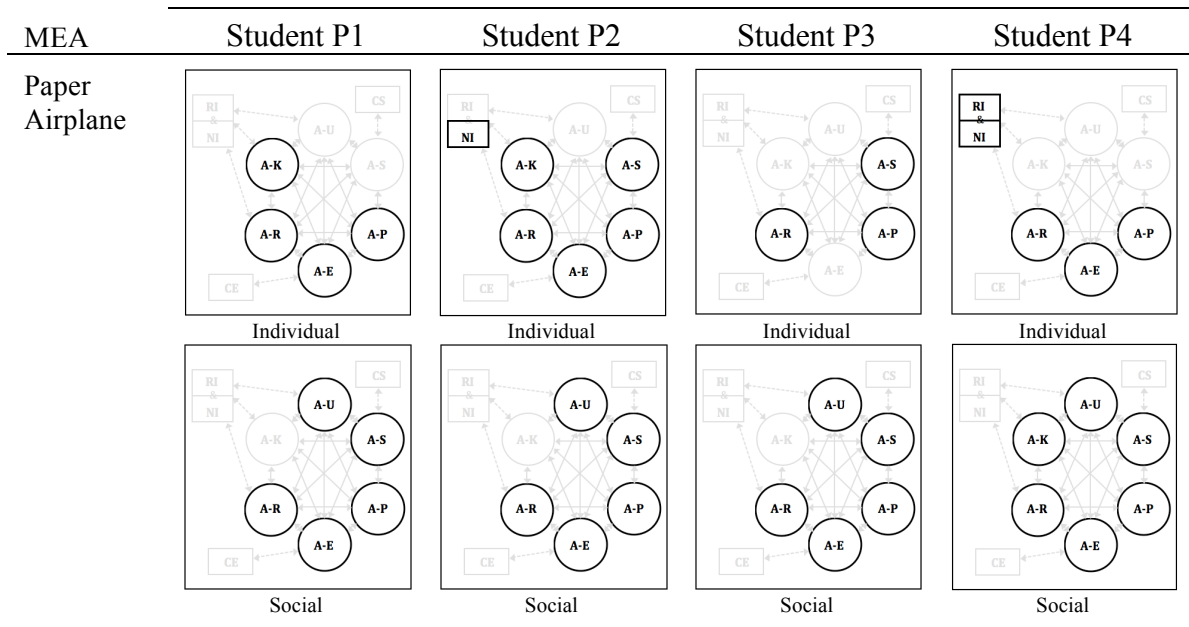 MEA Student P1 Student P2 Student P3 Student P4
Paper
Airplane
RI & NI CS A-U A-K A-S A-R A-P A-E CE
Individual
RI & NI CS A-U A-K A-S A-R A-P A-E CE
Individual
RI & NI CS A-U A-K A-S A-R A-P A-E CE
Individual
RI & NI CS A-U A-K A-S A-R A-P A-E CE
Individual
RI & NI CS A-U A-K A-S A-R A-P A-E CE
Social
RI & NI CS A-U A-K A-S A-R A-P A-E CE
Social
RI & NI CS A-U A-K A-S A-R A-P A-E CE
Social
RI & NI CS A-U A-K A-S A-R A-P A-E CE
Social